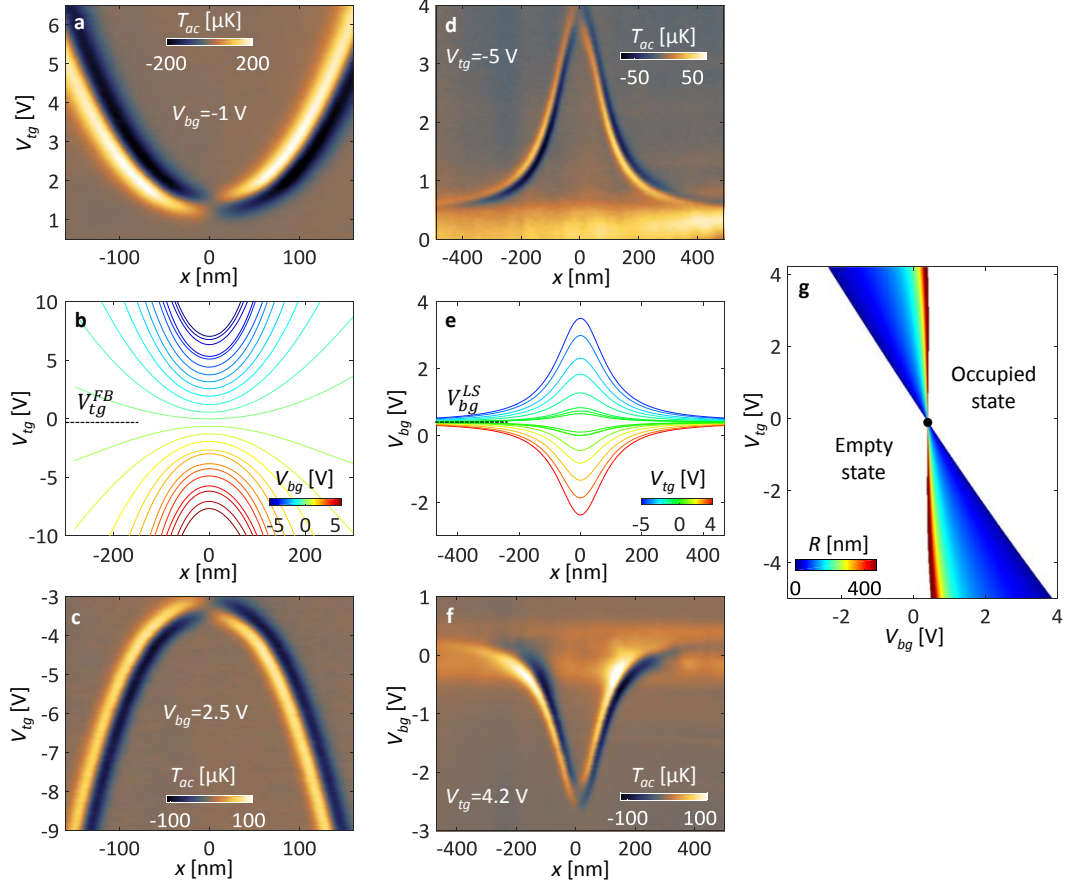 a
T_ac [µK]
-200 200
V_bg=-1 V
V_tg [V]
6
5
4
3
2
1
-100 0 100
x [nm]
b
V_tg^FB
V_bg [V]
-5 0 5
V_tg [V]
10
5
0
-5
-10
-200 0 200
x [nm]
c
V_bg=2.5 V
T_ac [µK]
-100 100
V_tg [V]
-3
-4
-5
-6
-7
-8
-9
-100 0 100
x [nm]
d
V_tg=-5 V
T_ac [µK]
-50 50
4
3
2
1
0
-400 -200 0 200 400
x [nm]
e
V_bg^LS
V_tg [V]
-5 0 4
V_bg [V]
4
2
0
-2
-400 -200 0 200 400
x [nm]
f
V_tg=4.2 V
T_ac [µK]
-100 100
V_bg [V]
1
0
-1
-2
-3
-400 -200 0 200 400
x [nm]
g
Occupied
state
Empty
state
R [nm]
0 400
V_tg [V]
4
2
0
-2
-4
-2 0 2 4
V_bg [V]